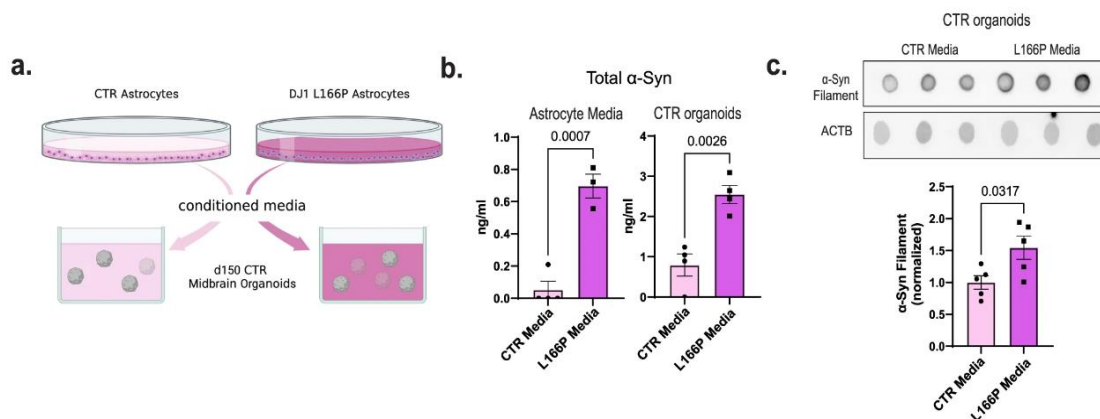 a.
CTR Astrocytes
DJ1 L166P Astrocytes
conditioned media
d150 CTR
Midbrain Organoids
b.
Total α-Syn
Astrocyte Media
CTR organoids
0.0007
0.0026
ng/ml
1.0
0.8
0.6
0.4
0.2
0.0
ng/ml
4
3
2
1
0
CTR Media
L166P Media
CTR Media
L166P Media
c.
CTR organoids
CTR Media
L166P Media
α-Syn
Filament
ACTB
0.0317
α-Syn Filament
(normalized)
2.5
2.0
1.5
1.0
0.5
0.0
CTR Media
L166P Media